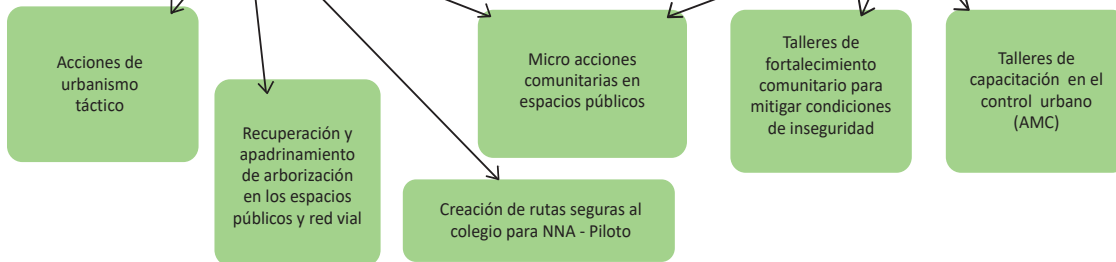 Acciones de
urbanismo
táctico
Recuperación y
apadrinamiento
de arborización
en los espacios
públicos y red vial
Creación de rutas seguras al
colegio para NNA - Piloto
Micro acciones
comunitarias en
espacios públicos
Talleres de
fortalecimiento
comunitario para
mitigar condiciones
de inseguridad
Talleres de
capacitación en el
control urbano
(AMC)